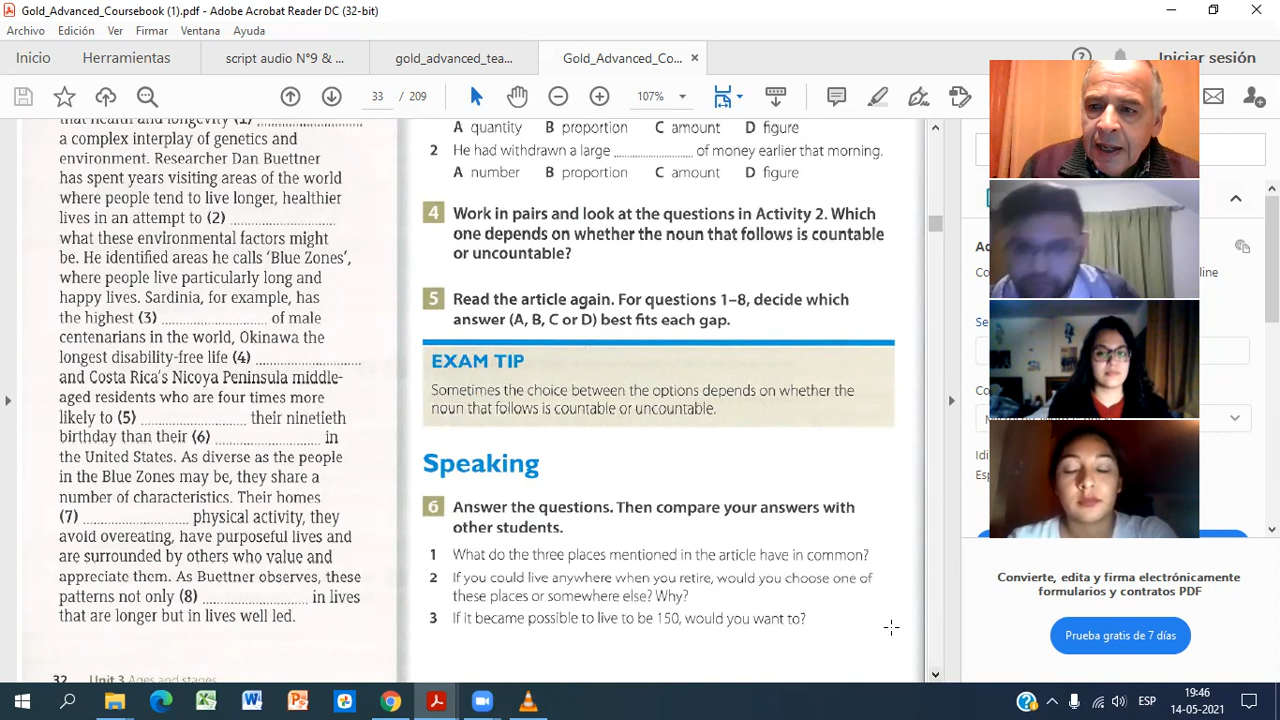 Gold_Advanced_Coursebook (1).pdf - Adobe Acrobat Reader DC (32-bit)
Archivo Edición Ver Firmar Ventana Ayuda
Inicio Herramientas script audio N°9 & ... gold_advanced_tea... Gold_Advanced_Co... × Iniciar sesión
33 / 209 107%
that health and longevity (1) ........................
a complex interplay of genetics and
environment. Researcher Dan Buettner
has spent years visiting areas of the world
where people tend to live longer, healthier
lives in an attempt to (2) ........................
what these environmental factors might
be. He identified areas he calls ‘Blue Zones’,
where people live particularly long and
happy lives. Sardinia, for example, has
the highest (3) ........................ of male
centenarians in the world, Okinawa the
longest disability-free life (4) ........................
and Costa Rica’s Nicoya Peninsula middle-
aged residents who are four times more
likely to (5) ........................ their ninetieth
birthday than their (6) ........................ in
the United States. As diverse as the people
in the Blue Zones may be, they share a
number of characteristics. Their homes
(7) ........................ physical activity, they
avoid overeating, have purposeful lives and
are surrounded by others who value and
appreciate them. As Buettner observes, these
patterns not only (8) ........................ in lives
that are longer but in lives well led.
32 Unit 3 Ages and stages
A quantity B proportion C amount D figure
2 He had withdrawn a large .................... of money earlier that morning.
A number B proportion C amount D figure
4 Work in pairs and look at the questions in Activity 2. Which
one depends on whether the noun that follows is countable
or uncountable?
5 Read the article again. For questions 1–8, decide which
answer (A, B, C or D) best fits each gap.
EXAM TIP
Sometimes the choice between the options depends on whether the
noun that follows is countable or uncountable.
Speaking
6 Answer the questions. Then compare your answers with
other students.
1 What do the three places mentioned in the article have in common?
2 If you could live anywhere when you retire, would you choose one of
these places or somewhere else? Why?
3 If it became possible to live to be 150, would you want to?
Convierte, edita y firma electrónicamente
formularios y contratos PDF
Prueba gratis de 7 días
ESP
19:46
14-05-2021